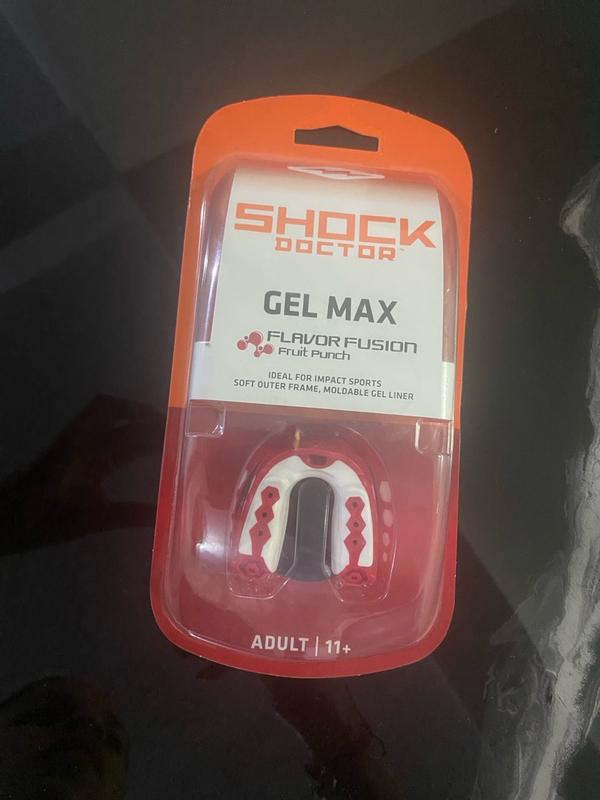 SHOCK
DOCTOR™
GEL MAX
FLAVOR FUSION
Fruit Punch
IDEAL FOR IMPACT SPORTS
SOFT OUTER FRAME, MOLDABLE GEL LINER
ADULT | 11+